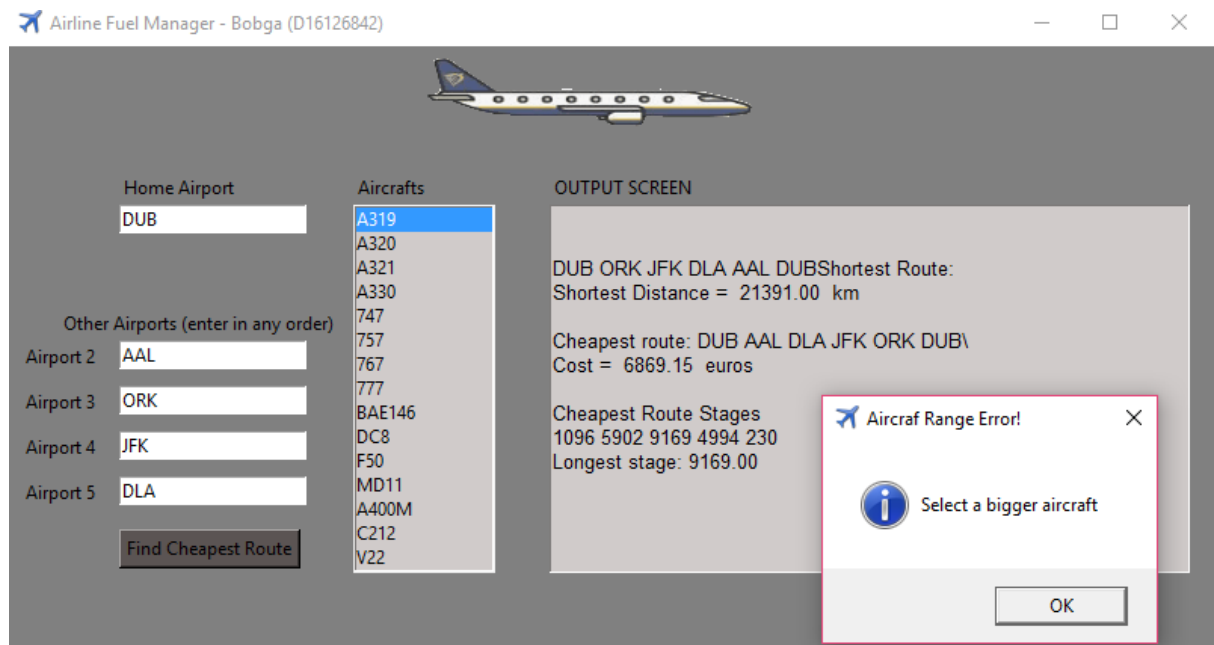 Airline Fuel Manager - Bobga (D16126842)
Home Airport
DUB
Other Airports (enter in any order)
Airport 2 AAL
Airport 3 ORK
Airport 4 JFK
Airport 5 DLA
Find Cheapest Route
Aircrafts
A319
A320
A321
A330
747
757
767
777
BAE146
DC8
F50
MD11
A400M
C212
V22
OUTPUT SCREEN
DUB ORK JFK DLA AAL DUBShortest Route:
Shortest Distance = 21391.00 km
Cheapest route: DUB AAL DLA JFK ORK DUB\
Cost = 6869.15 euros
Cheapest Route Stages
1096 5902 9169 4994 230
Longest stage: 9169.00
Aircraf Range Error!
Select a bigger aircraft
OK